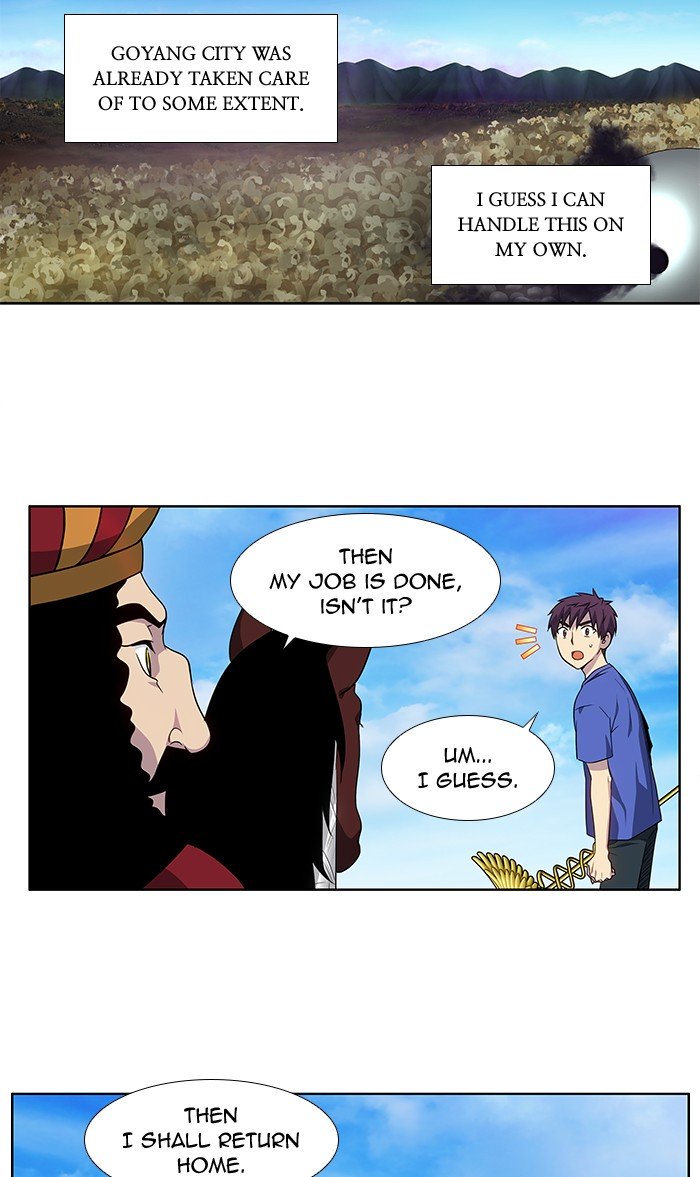 GOYANG CITY WAS
ALREADY TAKEN CARE
OF TO SOME EXTENT.
I GUESS I CAN
HANDLE THIS ON
MY OWN.
THEN
MY JOB IS DONE,
ISN'T IT?
UM...
I GUESS.
THEN
I SHALL RETURN
HOME.